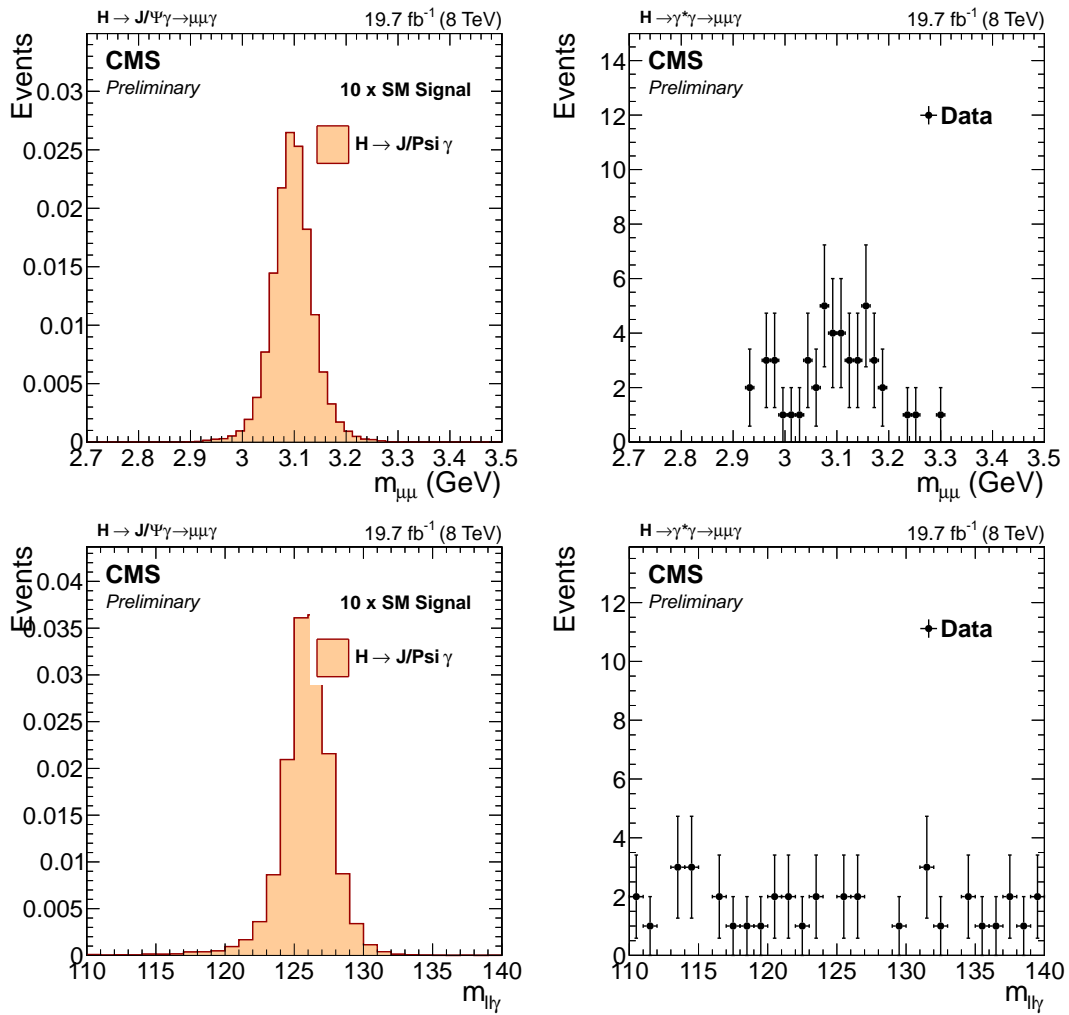 H → J/Ψγ→μμγ 19.7 fb⁻¹ (8 TeV)
Events
CMS
Preliminary
10 x SM Signal
H → J/Psi γ
0.03
0.025
0.02
0.015
0.01
0.005
0
2.7 2.8 2.9 3 3.1 3.2 3.3 3.4 3.5
m_μμ (GeV)
H→γ*γ→μμγ 19.7 fb⁻¹ (8 TeV)
Events
CMS
Preliminary
Data
14
12
10
8
6
4
2
0
2.7 2.8 2.9 3 3.1 3.2 3.3 3.4 3.5
m_μμ (GeV)
H → J/Ψγ→μμγ 19.7 fb⁻¹ (8 TeV)
Events
CMS
Preliminary
10 x SM Signal
H → J/Psi γ
0.04
0.035
0.03
0.025
0.02
0.015
0.01
0.005
0
110 115 120 125 130 135 140
m_llγ
H→γ*γ→μμγ 19.7 fb⁻¹ (8 TeV)
Events
CMS
Preliminary
Data
12
10
8
6
4
2
0
110 115 120 125 130 135 140
m_llγ